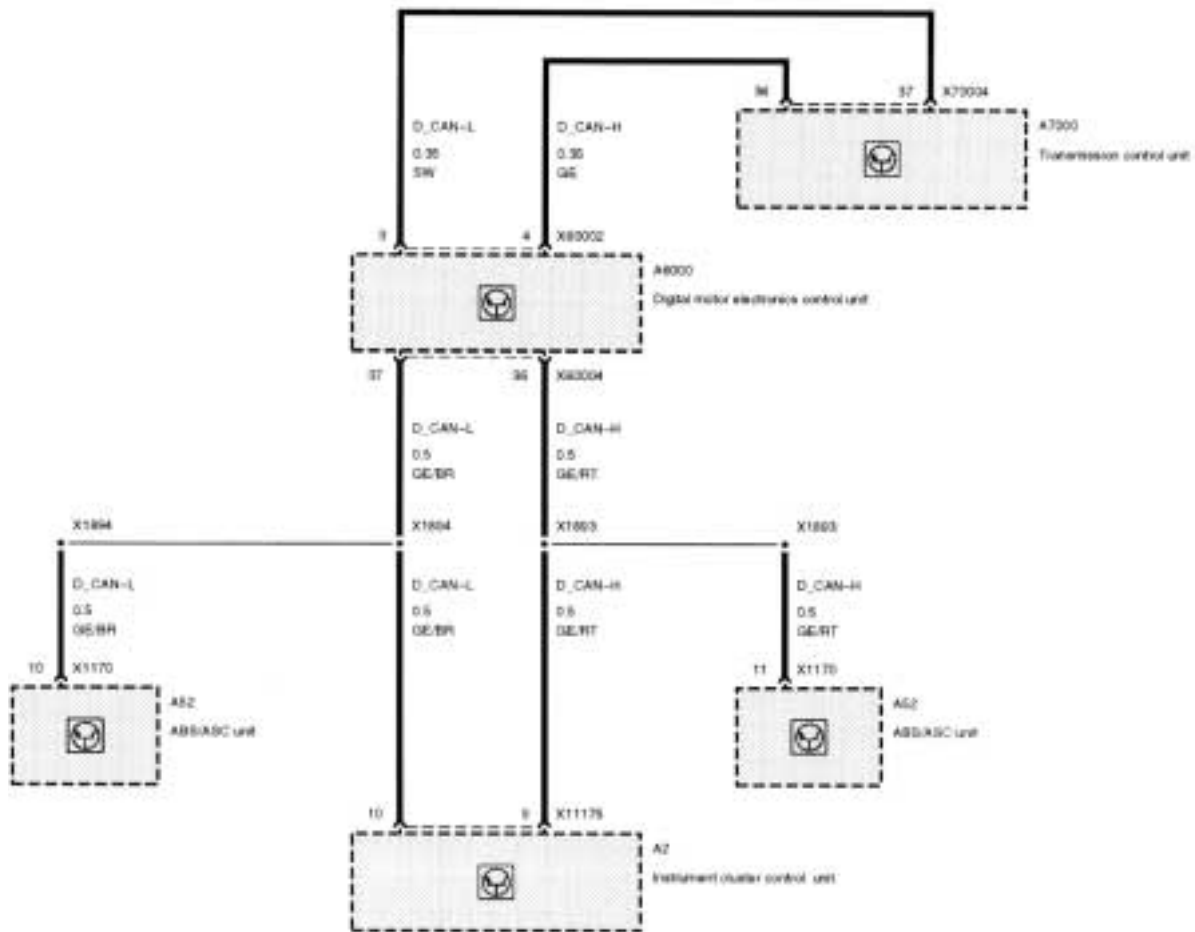 36 37 X70004
A7000
Transmission control unit
D_CAN-L D_CAN-H
0.35 0.35
SW GE
3 4 X60002
A6000
Digital motor electronics control unit
37 36 X60004
D_CAN-L D_CAN-H
0.5 0.5
GE/BR GE/RT
X1894 X1894 X1893 X1893
D_CAN-L D_CAN-L D_CAN-H D_CAN-H
0.5 0.5 0.5 0.5
GE/BR GE/BR GE/RT GE/RT
10 X1170 11 X1170
A52 A52
ABS/ASC unit ABS/ASC unit
10 9 X11175
A2
Instrument cluster control unit